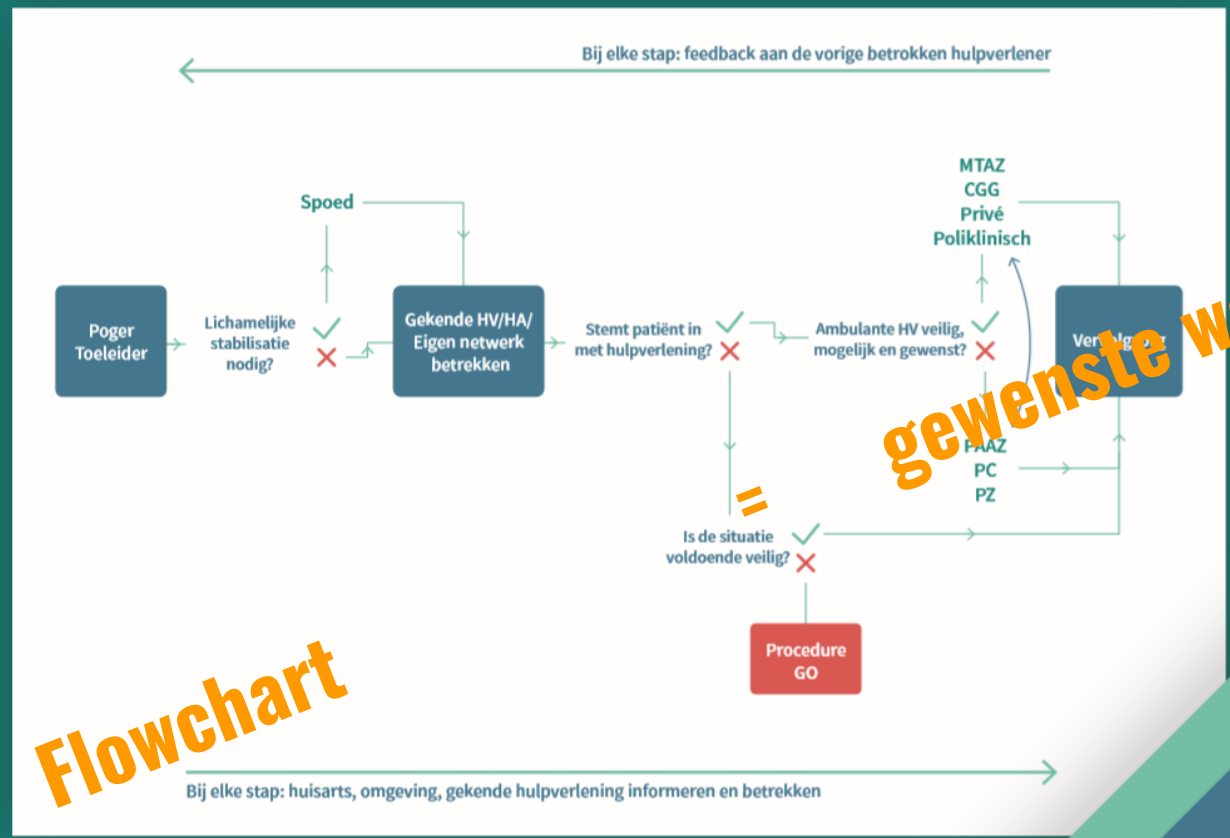 Bij elke stap: feedback aan de vorige betrokken hulpverlener
MTAZ
CGG
Privé
Poliklinisch
Spoed
Poger
Toeleider
Lichamelijke
stabilisatie
nodig?
Gekende HV/HA/
Eigen netwerk
betrekken
Stemt patiënt in
met hulpverlening?
Ambulante HV veilig,
mogelijk en gewenst?
gewenste
PAAZ
PC
PZ
=
Is de situatie
voldoende veilig?
Procedure
GO
Flowchart
Bij elke stap: huisarts, omgeving, gekende hulpverlening informeren en betrekken